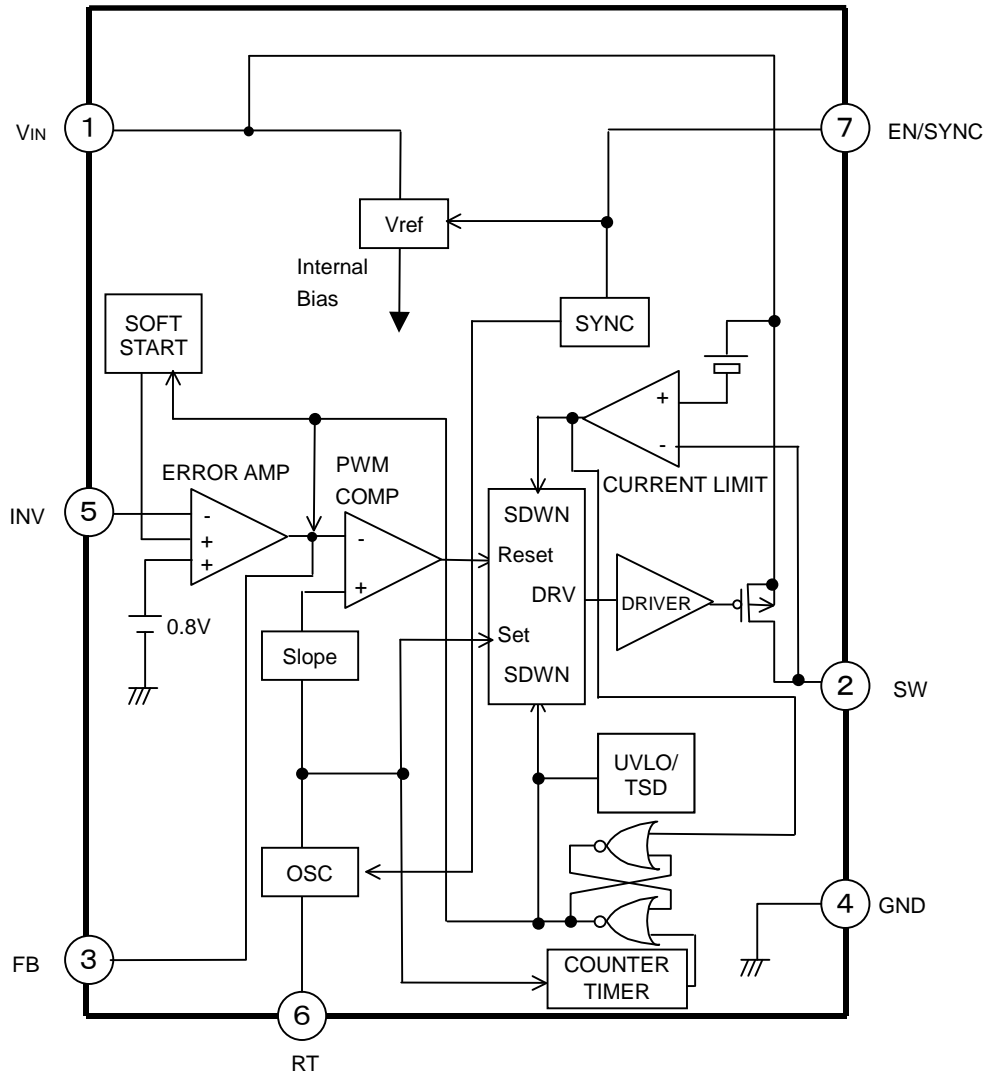 VIN
1
7
EN/SYNC
Vref
Internal
Bias
SOFT
START
SYNC
+
-
CURRENT LIMIT
ERROR AMP
PWM
COMP
INV
5
-
+
+
-
+
SDWN
Reset
DRV
Set
SDWN
DRIVER
0.8V
Slope
2
SW
UVLO/
TSD
OSC
4
GND
FB
3
COUNTER
TIMER
6
RT